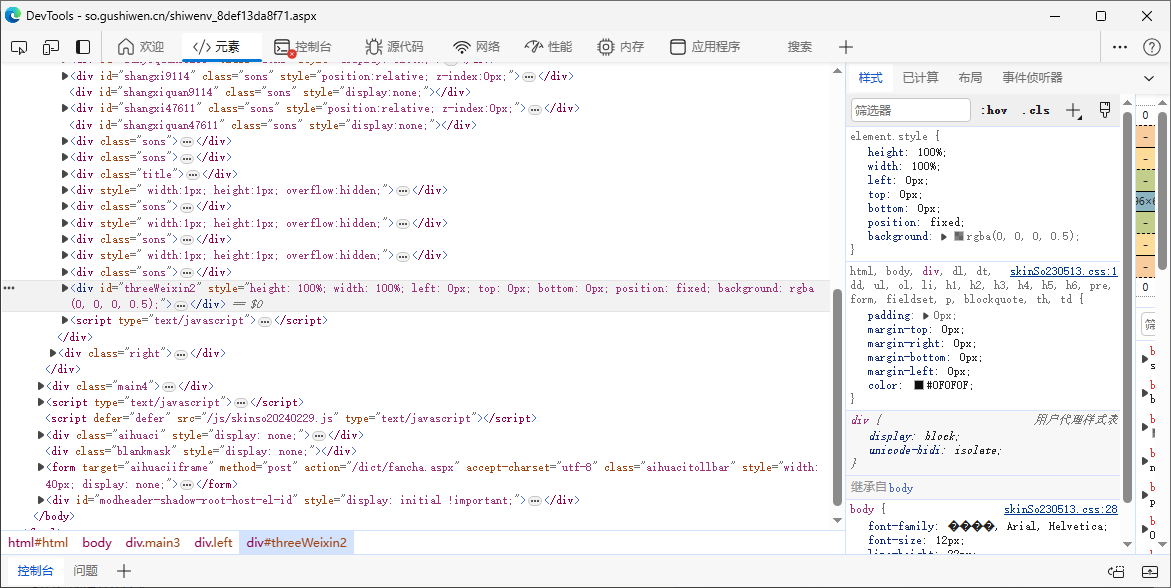 DevTools - so.gushiwen.cn/shiwenv_8def13da8f71.aspx
欢迎 </> 元素 控制台 源代码 网络 性能 内存 应用程序 搜索
<div id="shangxi9114" class="sons" style="position:relative; z-index:0px;">…</div>
<div id="shangxiquan9114" class="sons" style="display:none;"></div>
<div id="shangxi47611" class="sons" style="position:relative; z-index:0px;">…</div>
<div id="shangxiquan47611" class="sons" style="display:none;"></div>
<div class="sons">…</div>
<div class="sons">…</div>
<div class="title">…</div>
<div style=" width:1px; height:1px; overflow:hidden;">…</div>
<div class="sons">…</div>
<div style=" width:1px; height:1px; overflow:hidden;">…</div>
<div class="sons">…</div>
<div style=" width:1px; height:1px; overflow:hidden;">…</div>
<div class="sons">…</div>
<div id="threeWeixin2" style="height: 100%; width: 100%; left: 0px; top: 0px; bottom: 0px; position: fixed; background: rgba
(0, 0, 0, 0.5);">…</div> == $0
<script type="text/javascript">…</script>
</div>
<div class="right">…</div>
</div>
<div class="main4">…</div>
<script type="text/javascript">…</script>
<script defer="defer" src="/js/skinso20240229.js" type="text/javascript"></script>
<div class="aihuaci" style="display: none;">…</div>
<div class="blankmask" style="display: none;"></div>
<form target="aihuaciiframe" method="post" action="/dict/fancha.aspx" accept-charset="utf-8" class="aihuacitollbar" style="width:
40px; display: none;">…</form>
<div id="modheader-shadow-root-host-el-id" style="display: initial !important;">…</div>
</body>
html#html body div.main3 div.left div#threeWeixin2
控制台 问题
样式 已计算 布局 事件侦听器
筛选器 :hov .cls
element.style {
height: 100%;
width: 100%;
left: 0px;
top: 0px;
bottom: 0px;
position: fixed;
background: rgba(0, 0, 0, 0.5);
}
html, body, div, dl, dt, skinSo230513.css:1
dd, ul, ol, li, h1, h2, h3, h4, h5, h6, pre,
form, fieldset, p, blockquote, th, td {
padding: 0px;
margin-top: 0px;
margin-right: 0px;
margin-bottom: 0px;
margin-left: 0px;
color: #0F0F0F;
}
div { 用户代理样式表
display: block;
unicode-bidi: isolate;
}
继承自 body
body { skinSo230513.css:28
font-family: ����, Arial, Helvetica;
font-size: 12px;
0
-
-
-
96×6
-
-
-
0
筛
b
s
b
b
b
b
n
b
p
b
0